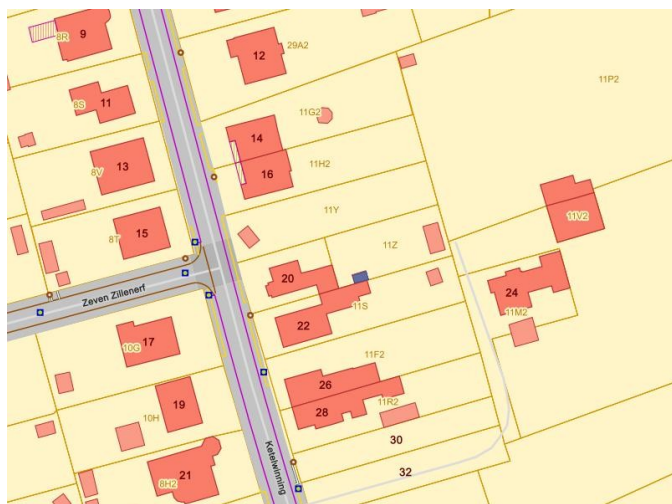 8R
9
12
29A2
11P2
8S
11
11G2
14
13
8V
16
11H2
11Y
11V2
8T
15
11Z
20
Zeven Zillenerf
11S
24
22
11M2
17
10G
11F2
26
11R2
28
19
10H
30
Ketelwinning
32
21
8H2